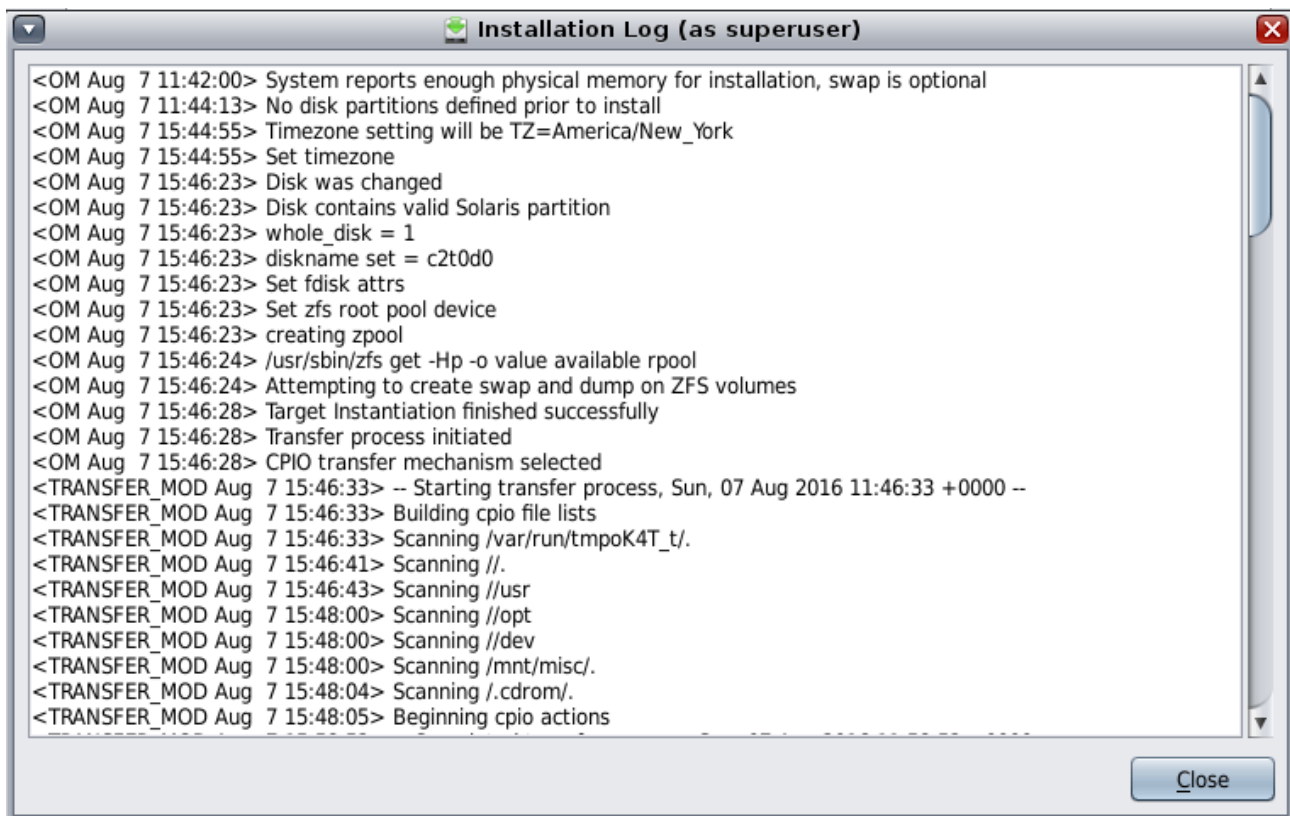 Installation Log (as superuser)
<OM Aug  7 11:42:00> System reports enough physical memory for installation, swap is optional
<OM Aug  7 11:44:13> No disk partitions defined prior to install
<OM Aug  7 15:44:55> Timezone setting will be TZ=America/New_York
<OM Aug  7 15:44:55> Set timezone
<OM Aug  7 15:46:23> Disk was changed
<OM Aug  7 15:46:23> Disk contains valid Solaris partition
<OM Aug  7 15:46:23> whole_disk = 1
<OM Aug  7 15:46:23> diskname set = c2t0d0
<OM Aug  7 15:46:23> Set fdisk attrs
<OM Aug  7 15:46:23> Set zfs root pool device
<OM Aug  7 15:46:23> creating zpool
<OM Aug  7 15:46:24> /usr/sbin/zfs get -Hp -o value available rpool
<OM Aug  7 15:46:24> Attempting to create swap and dump on ZFS volumes
<OM Aug  7 15:46:28> Target Instantiation finished successfully
<OM Aug  7 15:46:28> Transfer process initiated
<OM Aug  7 15:46:28> CPIO transfer mechanism selected
<TRANSFER_MOD Aug  7 15:46:33> -- Starting transfer process, Sun, 07 Aug 2016 11:46:33 +0000 --
<TRANSFER_MOD Aug  7 15:46:33> Building cpio file lists
<TRANSFER_MOD Aug  7 15:46:33> Scanning /var/run/tmpoK4T_t/.
<TRANSFER_MOD Aug  7 15:46:41> Scanning //.
<TRANSFER_MOD Aug  7 15:46:43> Scanning //usr
<TRANSFER_MOD Aug  7 15:48:00> Scanning //opt
<TRANSFER_MOD Aug  7 15:48:00> Scanning //dev
<TRANSFER_MOD Aug  7 15:48:00> Scanning /mnt/misc/.
<TRANSFER_MOD Aug  7 15:48:04> Scanning /.cdrom/.
<TRANSFER_MOD Aug  7 15:48:05> Beginning cpio actions
Close